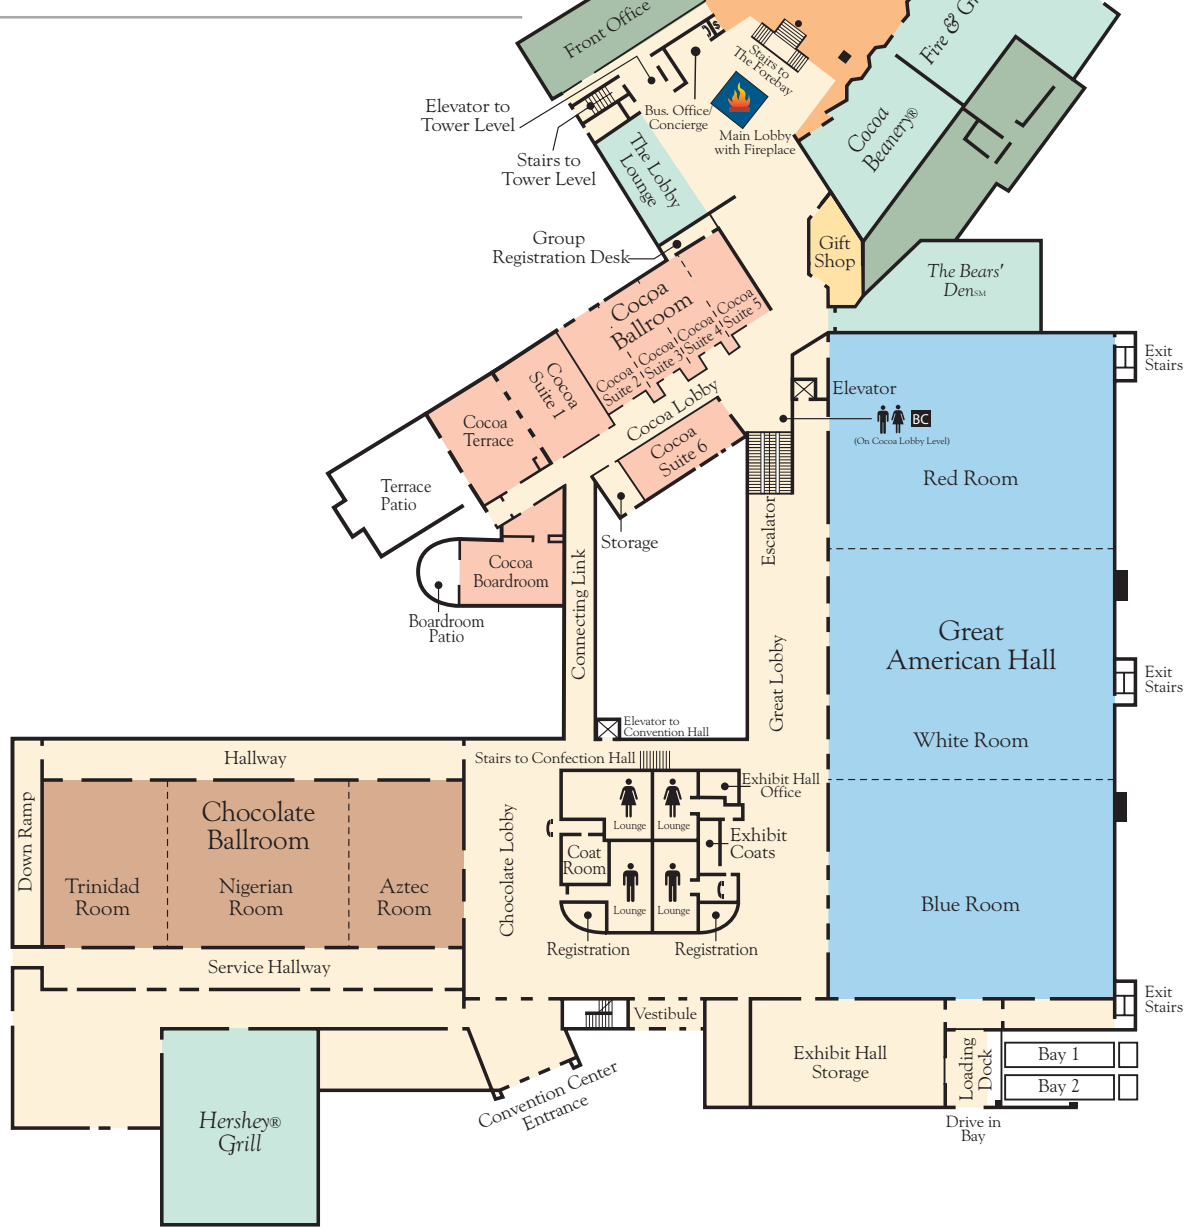 Front Office
Fire & G
Stairs to
The Forebay
Elevator to
Tower Level
Bus. Office/
Concierge
Main Lobby
with Fireplace
Cocoa
Beanery®
Stairs to
Tower Level
The Lobby
Lounge
Group
Registration Desk
Gift
Shop
The Bears'
Den SM
Cocoa
Ballroom
Cocoa
Suite 5
Cocoa
Suite 4
Cocoa
Suite 3
Cocoa
Suite 2
Cocoa
Suite 1
Exit
Stairs
Elevator
BC
(On Cocoa Lobby Level)
Cocoa Lobby
Cocoa
Terrace
Cocoa
Suite 6
Red Room
Terrace
Patio
Storage
Escalator
Cocoa
Boardroom
Boardroom
Patio
Connecting Link
Great Lobby
Great
American Hall
Exit
Stairs
Elevator to
Convention Hall
White Room
Hallway
Stairs to Confection Hall
Exhibit Hall
Office
Down Ramp
Chocolate
Ballroom
Chocolate Lobby
Lounge
Lounge
Exhibit
Coats
Coat
Room
Trinidad
Room
Nigerian
Room
Aztec
Room
Lounge
Lounge
Blue Room
Registration
Registration
Service Hallway
Exit
Stairs
Vestibule
Exhibit Hall
Storage
Loading
Dock
Bay 1
Bay 2
Convention Center
Entrance
Hershey®
Grill
Drive in
Bay